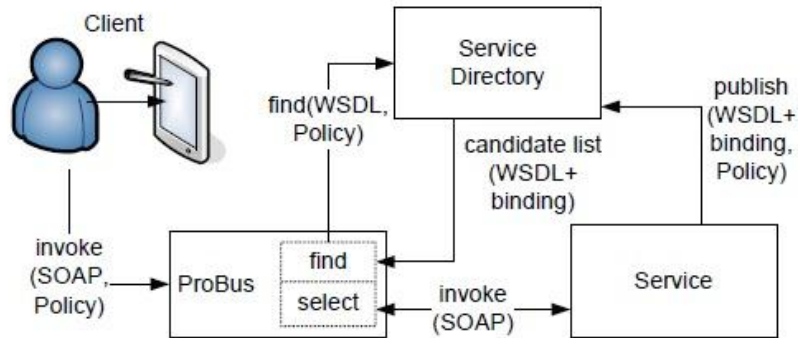 Client
Service
Directory
find(WSDL,
Policy)
publish
(WSDL+
binding,
Policy)
candidate list
(WSDL+
binding)
invoke
(SOAP,
Policy)
ProBus
find
select
invoke
(SOAP)
Service